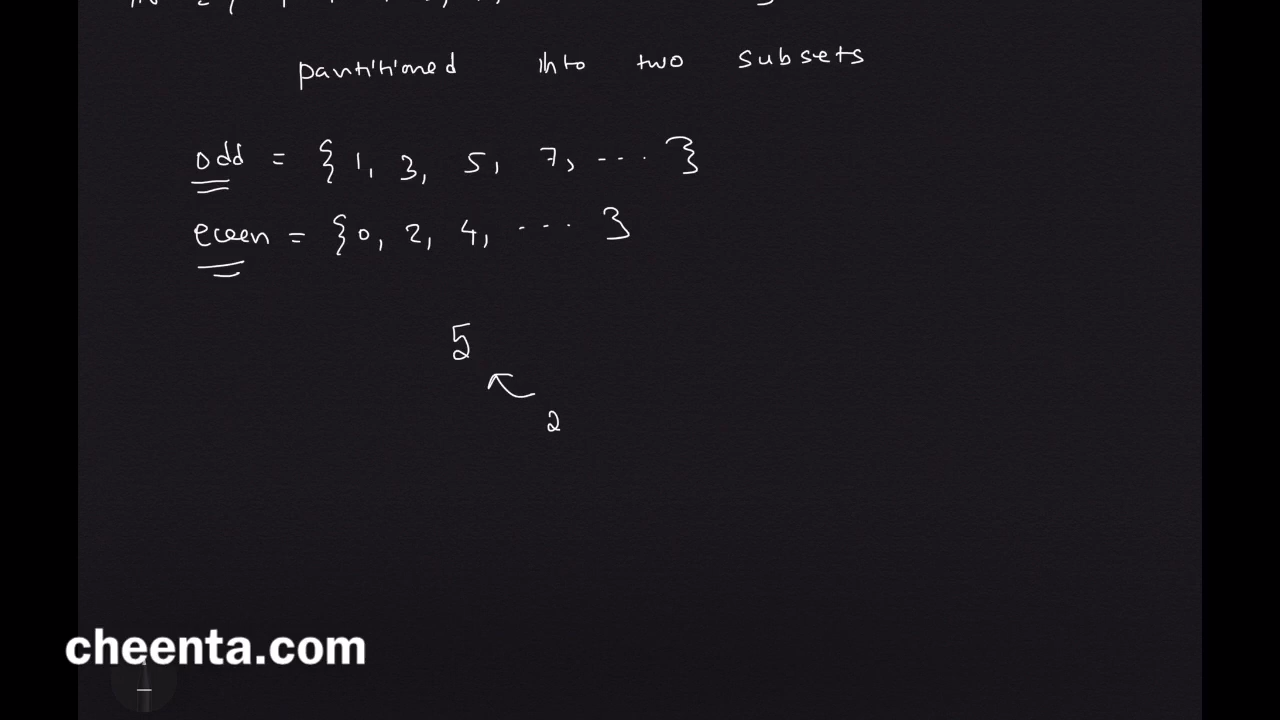 partitioned into two subsets
odd = { 1, 3, 5, 7, ... }
even = { 0, 2, 4, ... }
5
2
cheenta.com